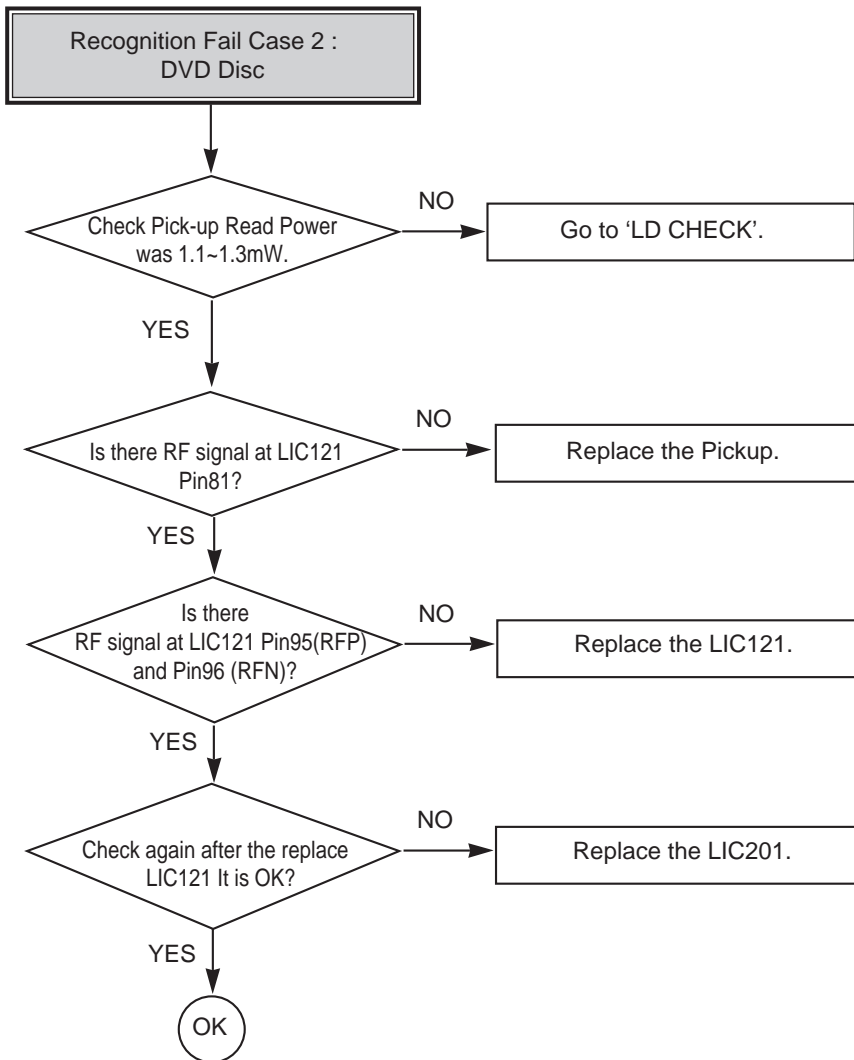 Recognition Fail Case 2 :
DVD Disc
Check Pick-up Read Power
was 1.1~1.3mW.
NO
Go to ‘LD CHECK’.
YES
Is there RF signal at LIC121
Pin81?
NO
Replace the Pickup.
YES
Is there
RF signal at LIC121 Pin95(RFP)
and Pin96 (RFN)?
NO
Replace the LIC121.
YES
Check again after the replace
LIC121 It is OK?
NO
Replace the LIC201.
YES
OK